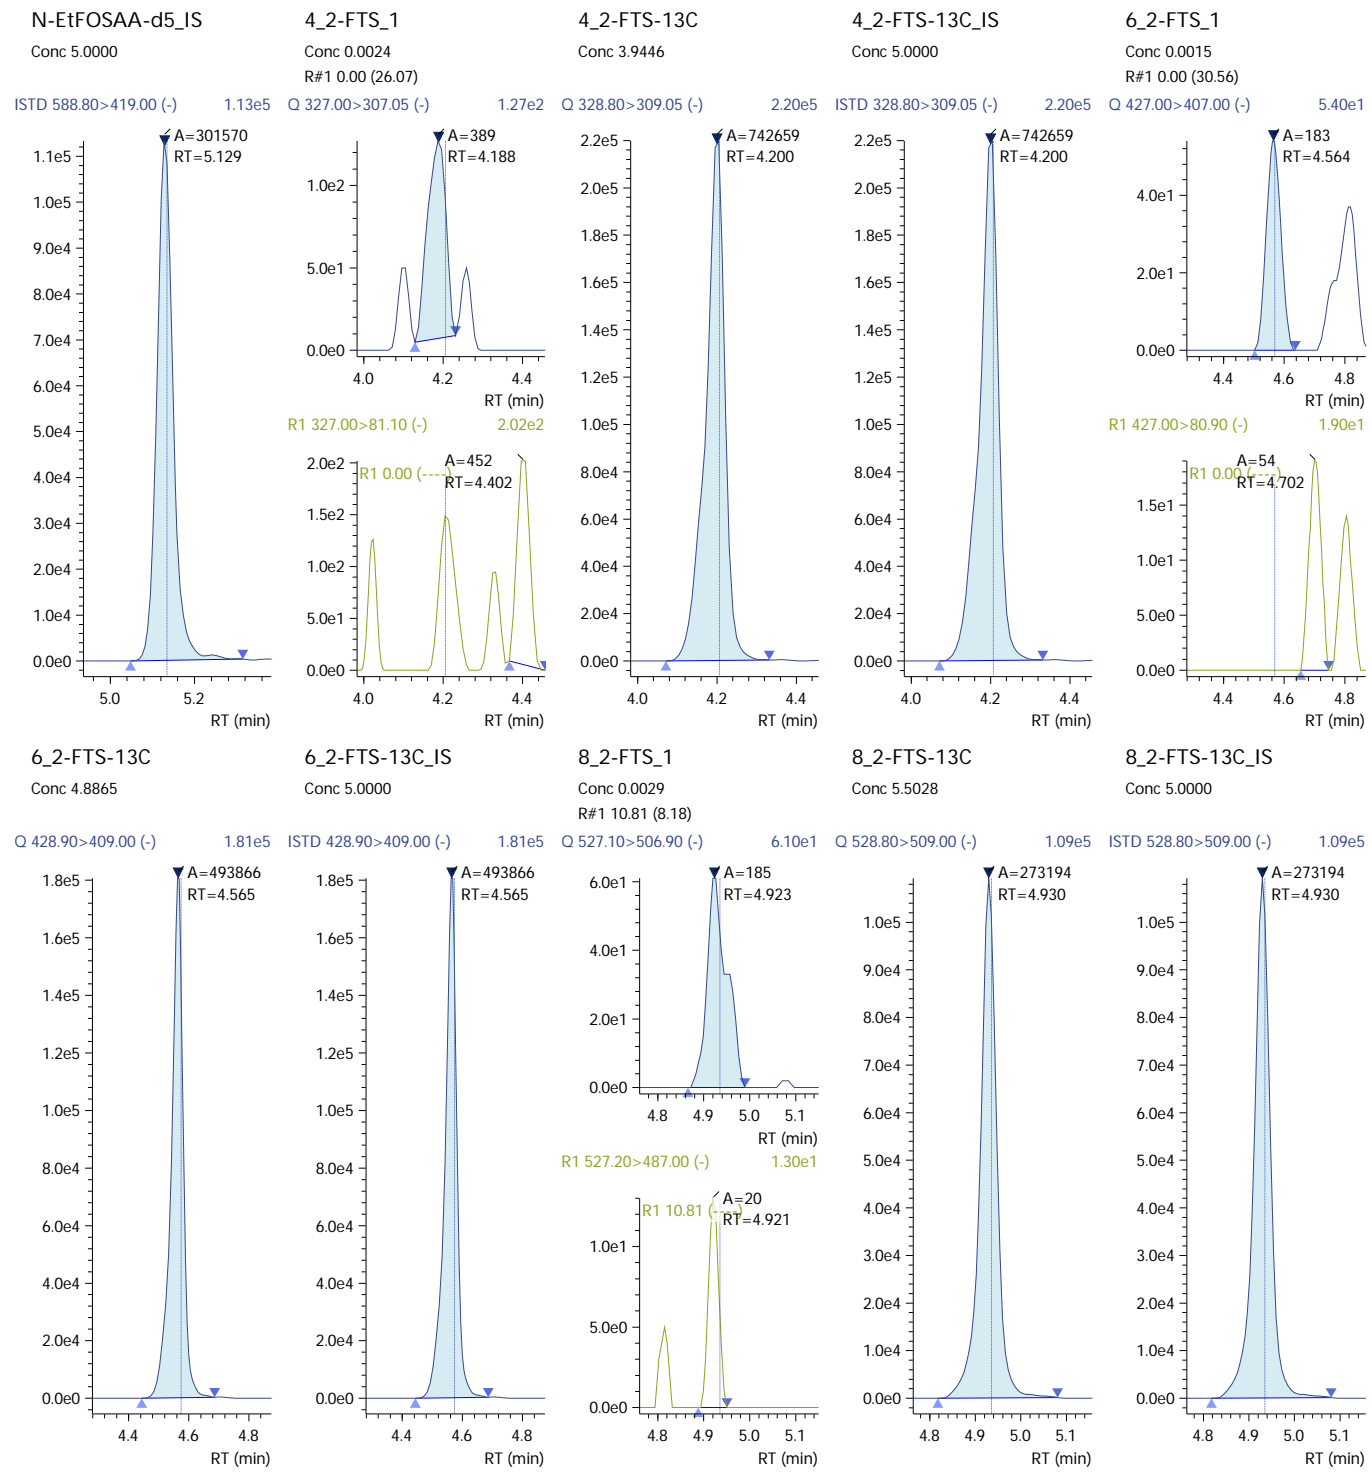 N-EtFOSAA-d5_IS
Conc 5.0000
ISTD 588.80>419.00 (-) 1.13e5
A=301570
RT=5.129
1.1e5
1.0e5
9.0e4
8.0e4
7.0e4
6.0e4
5.0e4
4.0e4
3.0e4
2.0e4
1.0e4
0.0e0
5.0 5.2
RT (min)
4_2-FTS_1
Conc 0.0024
R#1 0.00 (26.07)
Q 327.00>307.05 (-) 1.27e2
A=389
RT=4.188
1.0e2
5.0e1
0.0e0
4.0 4.2 4.4
RT (min)
R1 327.00>81.10 (-) 2.02e2
A=452
R1 0.00 (----)
RT=4.402
2.0e2
1.5e2
1.0e2
5.0e1
0.0e0
4.0 4.2 4.4
RT (min)
4_2-FTS-13C
Conc 3.9446
Q 328.80>309.05 (-) 2.20e5
A=742659
RT=4.200
2.2e5
2.0e5
1.8e5
1.6e5
1.4e5
1.2e5
1.0e5
8.0e4
6.0e4
4.0e4
2.0e4
0.0e0
4.0 4.2 4.4
RT (min)
4_2-FTS-13C_IS
Conc 5.0000
ISTD 328.80>309.05 (-) 2.20e5
A=742659
RT=4.200
2.2e5
2.0e5
1.8e5
1.6e5
1.4e5
1.2e5
1.0e5
8.0e4
6.0e4
4.0e4
2.0e4
0.0e0
4.0 4.2 4.4
RT (min)
6_2-FTS_1
Conc 0.0015
R#1 0.00 (30.56)
Q 427.00>407.00 (-) 5.40e1
A=183
RT=4.564
4.0e1
2.0e1
0.0e0
4.4 4.6 4.8
RT (min)
R1 427.00>80.90 (-) 1.90e1
A=54
R1 0.00 (----)
RT=4.702
1.5e1
1.0e1
5.0e0
0.0e0
4.4 4.6 4.8
RT (min)
6_2-FTS-13C
Conc 4.8865
Q 428.90>409.00 (-) 1.81e5
A=493866
RT=4.565
1.8e5
1.6e5
1.4e5
1.2e5
1.0e5
8.0e4
6.0e4
4.0e4
2.0e4
0.0e0
4.4 4.6 4.8
RT (min)
6_2-FTS-13C_IS
Conc 5.0000
ISTD 428.90>409.00 (-) 1.81e5
A=493866
RT=4.565
1.8e5
1.6e5
1.4e5
1.2e5
1.0e5
8.0e4
6.0e4
4.0e4
2.0e4
0.0e0
4.4 4.6 4.8
RT (min)
8_2-FTS_1
Conc 0.0029
R#1 10.81 (8.18)
Q 527.10>506.90 (-) 6.10e1
A=185
RT=4.923
6.0e1
4.0e1
2.0e1
0.0e0
4.8 4.9 5.0 5.1
RT (min)
R1 527.20>487.00 (-) 1.30e1
A=20
R1 10.81 (----)
RT=4.921
1.0e1
5.0e0
0.0e0
4.8 4.9 5.0 5.1
RT (min)
8_2-FTS-13C
Conc 5.5028
Q 528.80>509.00 (-) 1.09e5
A=273194
RT=4.930
1.0e5
9.0e4
8.0e4
7.0e4
6.0e4
5.0e4
4.0e4
3.0e4
2.0e4
1.0e4
0.0e0
4.8 4.9 5.0 5.1
RT (min)
8_2-FTS-13C_IS
Conc 5.0000
ISTD 528.80>509.00 (-) 1.09e5
A=273194
RT=4.930
1.0e5
9.0e4
8.0e4
7.0e4
6.0e4
5.0e4
4.0e4
3.0e4
2.0e4
1.0e4
0.0e0
4.8 4.9 5.0 5.1
RT (min)